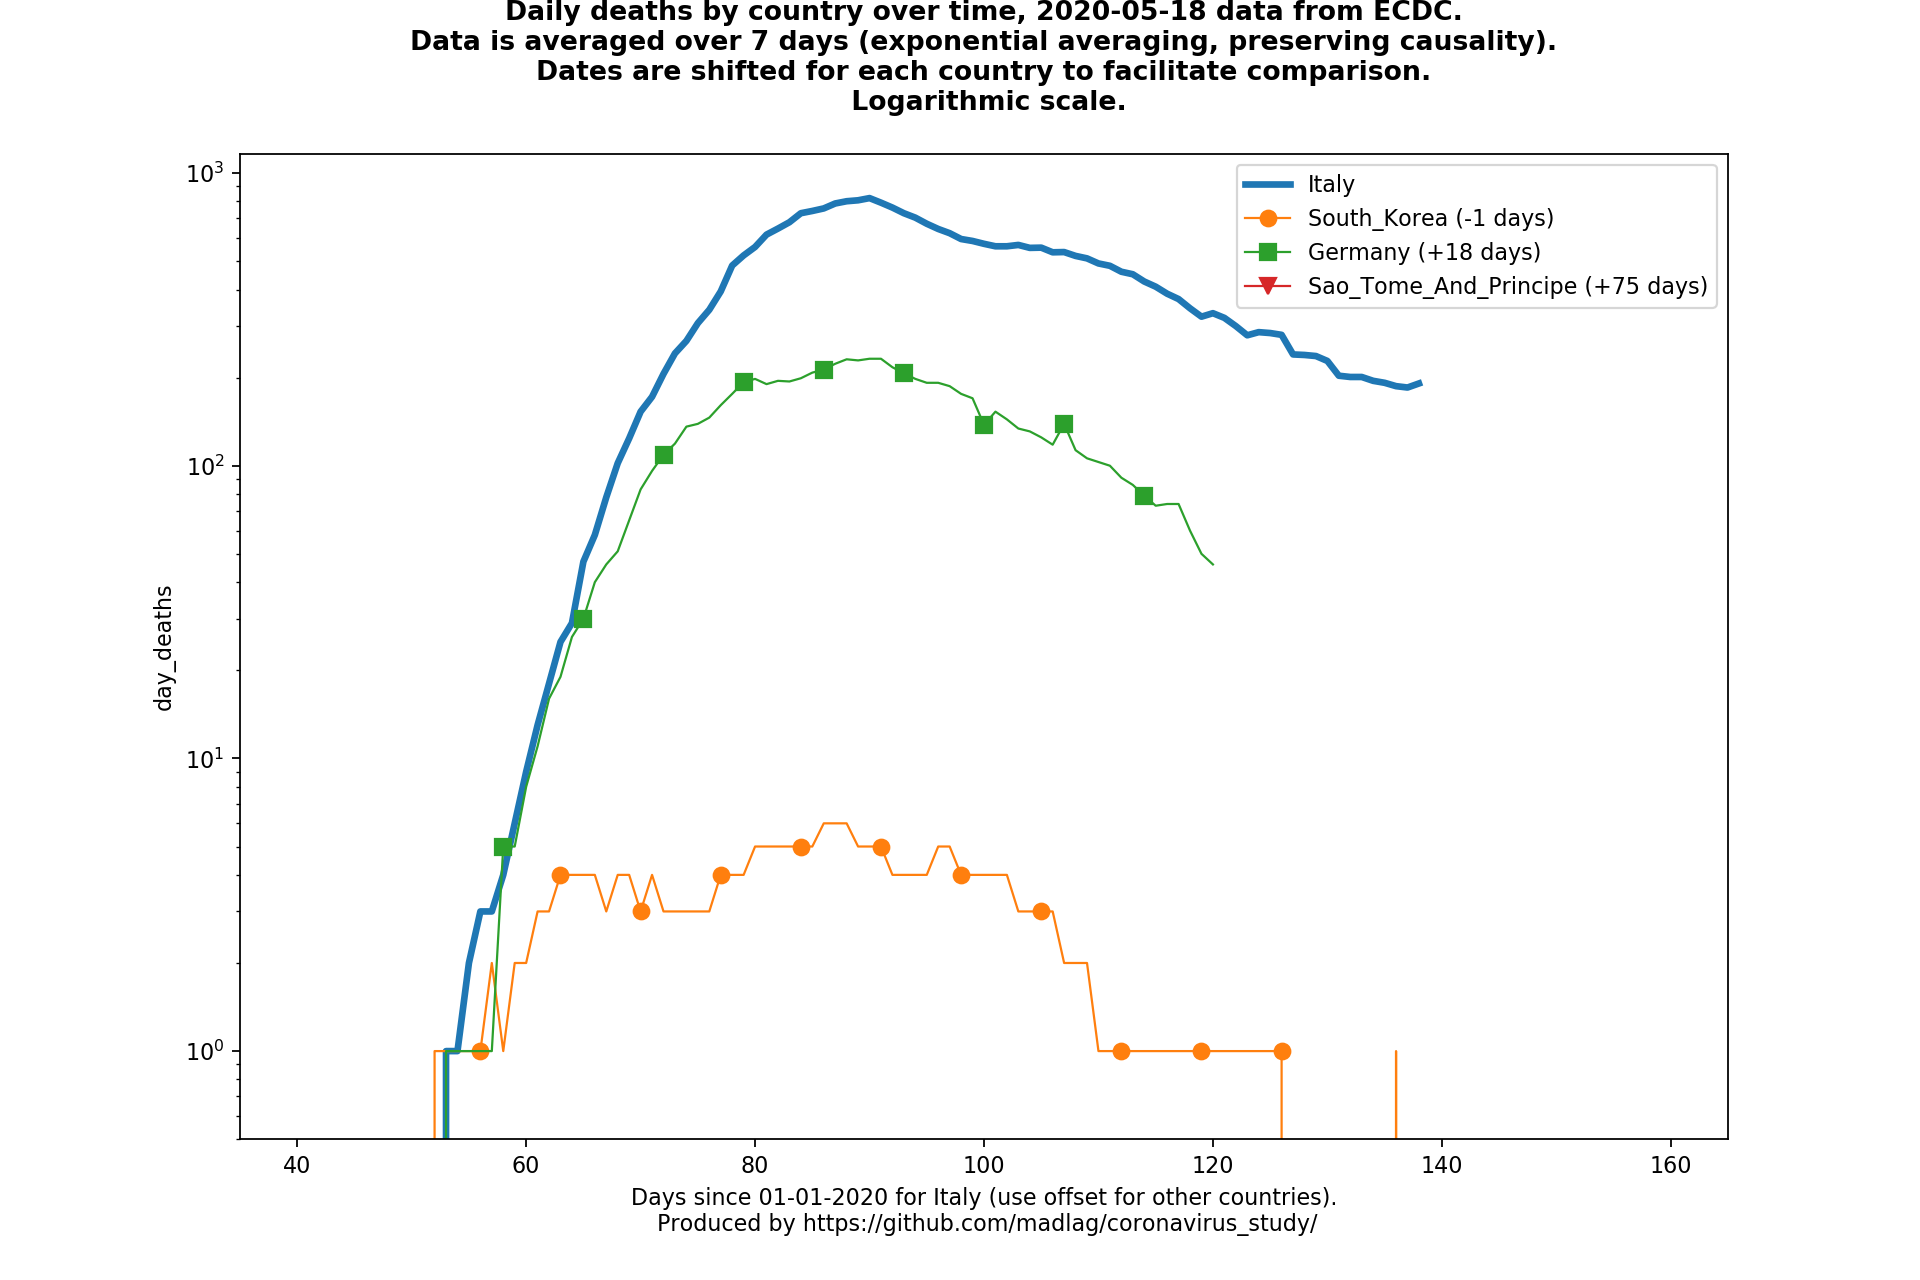 Daily deaths by country over time, 2020-05-18 data from ECDC.
Data is averaged over 7 days (exponential averaging, preserving causality).
Dates are shifted for each country to facilitate comparison.
Logarithmic scale.
10³
10²
10¹
10⁰
day_deaths
Italy
South_Korea (-1 days)
Germany (+18 days)
Sao_Tome_And_Principe (+75 days)
40 60 80 100 120 140 160
Days since 01-01-2020 for Italy (use offset for other countries).
Produced by https://github.com/madlag/coronavirus_study/